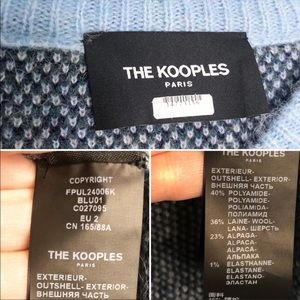 THE KOOPLES
PARIS
COPYRIGHT
FPUL24006K
BLU01
C027095
EU 2
CN 165/88A
THE KOOPLES
PARIS
EXTERIEUR-
OUTSHELL- EXTERIOR-
ВНЕШНЯЯ ЧАСТЬ
KOOPLES
PARIS
EXTERIEUR-
OUTSHELL- EXTERIOR-
ВНЕШНЯЯ ЧАСТЬ
40% POLYAMIDE-
POLYAMIDE-
POLIAMIDA-
ПОЛИАМИД
36% LAINE- WOOL-
LANA- ШЕРСТЬ
23% ALPAGA-
ALPACA-
ALPACA-
АЛЬПАКА
1% ELASTHANNE-
ELASTANE-
ELASTANO-
ЭЛАСТАН